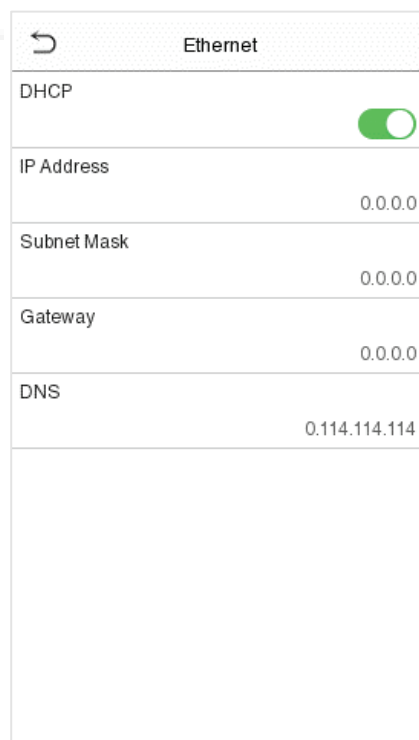 Ethernet
DHCP
IP Address
0.0.0.0
Subnet Mask
0.0.0.0
Gateway
0.0.0.0
DNS
0.114.114.114